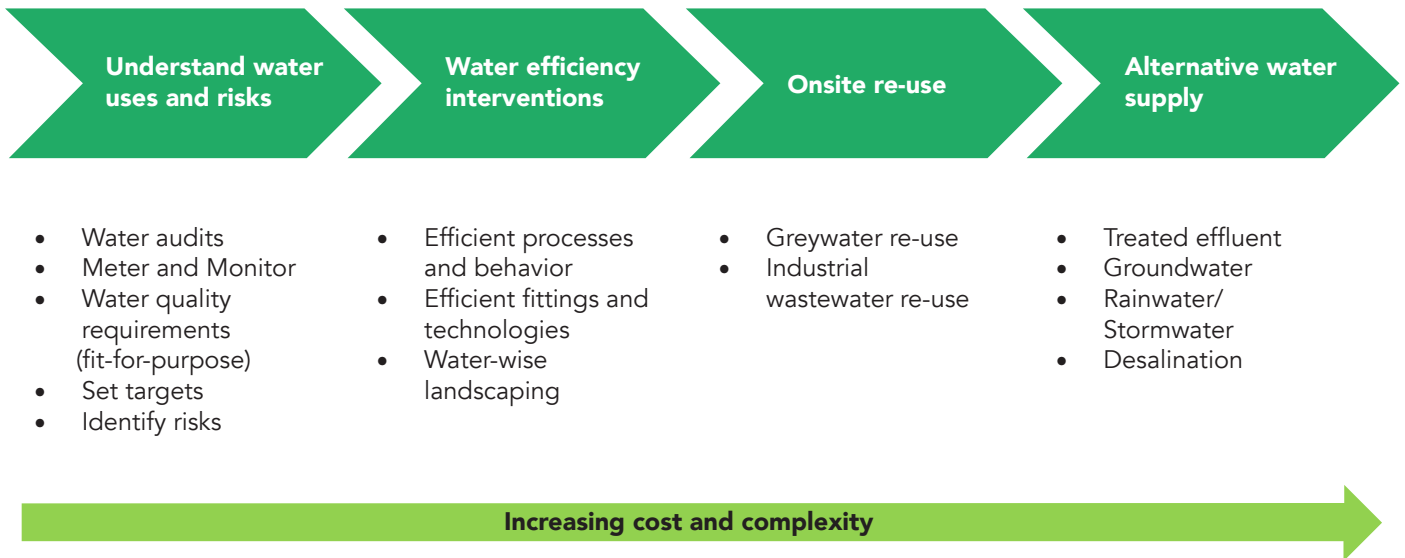 Understand water
uses and risks
Water efficiency
interventions
Onsite re-use
Alternative water
supply
• Water audits
• Meter and Monitor
• Water quality
requirements
(fit-for-purpose)
• Set targets
• Identify risks
• Efficient processes
and behavior
• Efficient fittings and
technologies
• Water-wise
landscaping
• Greywater re-use
• Industrial
wastewater re-use
• Treated effluent
• Groundwater
• Rainwater/
Stormwater
• Desalination
Increasing cost and complexity